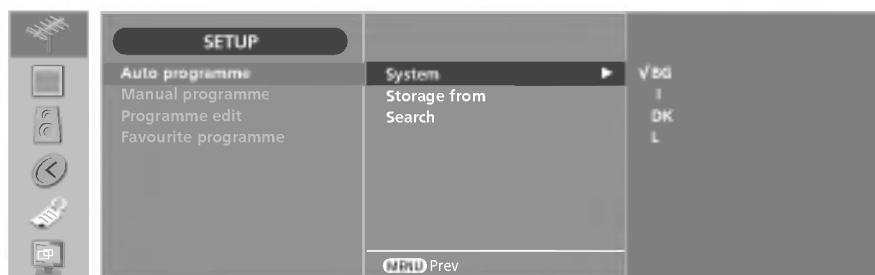 SETUP
Auto programme
Manual programme
Programme edit
Favourite programme
System
Storage from
Search
√ BG
I
DK
L
MENU Prev